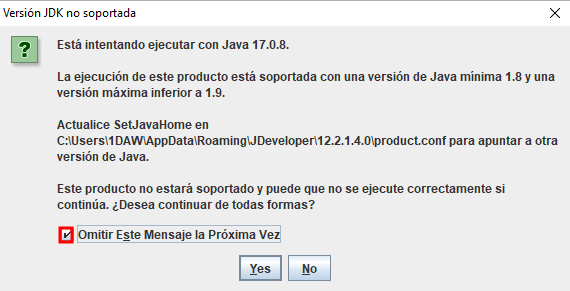 Versión JDK no soportada
Está intentando ejecutar con Java 17.0.8.
La ejecución de este producto está soportada con una versión de Java mínima 1.8 y una
versión máxima inferior a 1.9.
Actualice SetJavaHome en
C:\Users\1DAW\AppData\Roaming\JDeveloper\12.2.1.4.0\product.conf para apuntar a otra
versión de Java.
Este producto no estará soportado y puede que no se ejecute correctamente si
continúa. ¿Desea continuar de todas formas?
Omitir Este Mensaje la Próxima Vez
Yes No